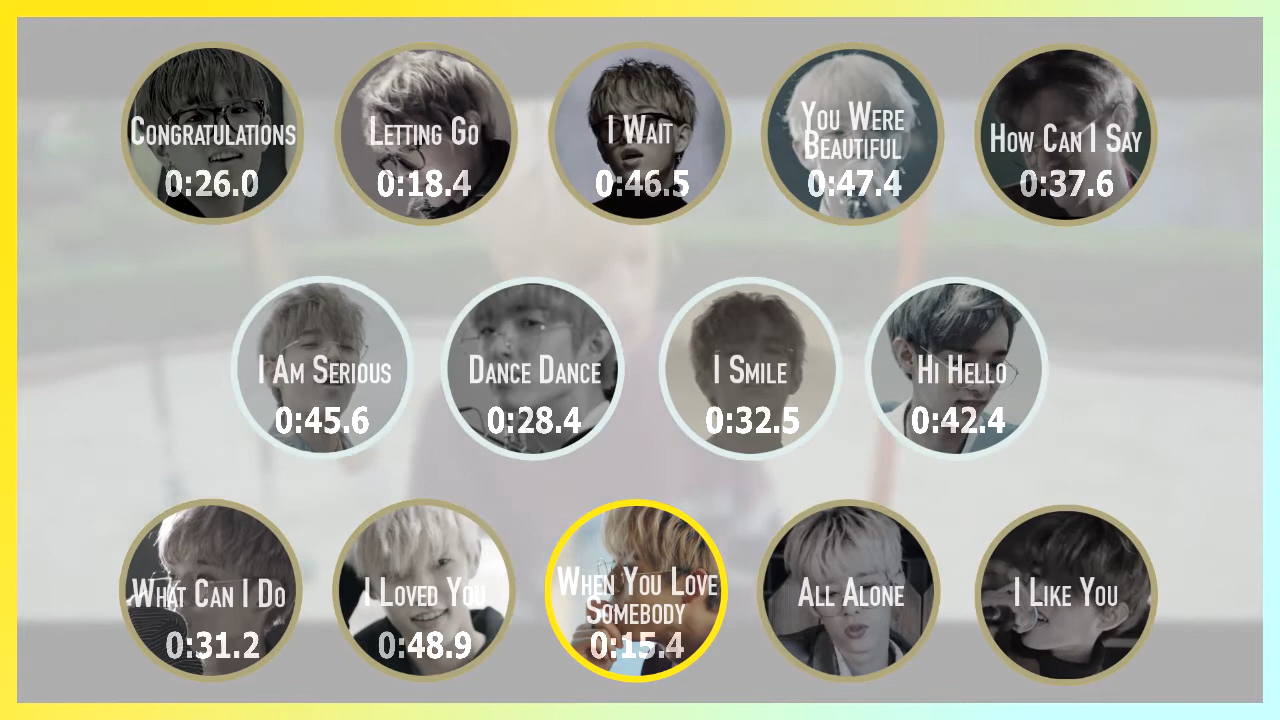 Congratulations
0:26.0
Letting Go
0:18.4
I Wait
0:46.5
You Were
Beautiful
0:47.4
How Can I Say
0:37.6
I Am Serious
0:45.6
Dance Dance
0:28.4
I Smile
0:32.5
Hi Hello
0:42.4
What Can I Do
0:31.2
I Loved You
0:48.9
When You Love
Somebody
0:15.4
All Alone
I Like You